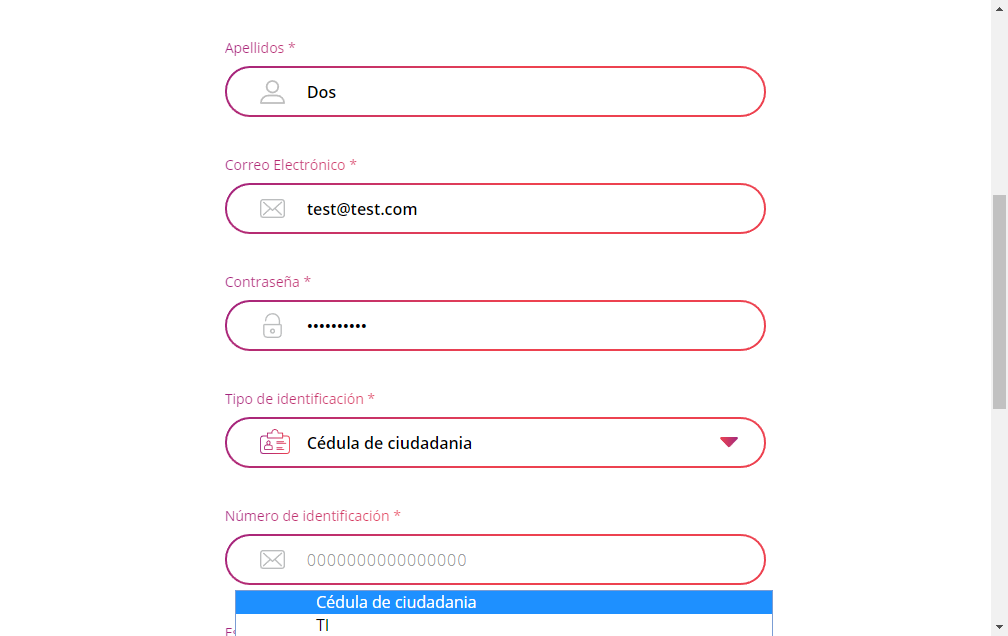 Apellidos *
Dos
Correo Electrónico *
test@test.com
Contraseña *
••••••••••
Tipo de identificación *
Cédula de ciudadania
Número de identificación *
0000000000000000
Cédula de ciudadania
TI